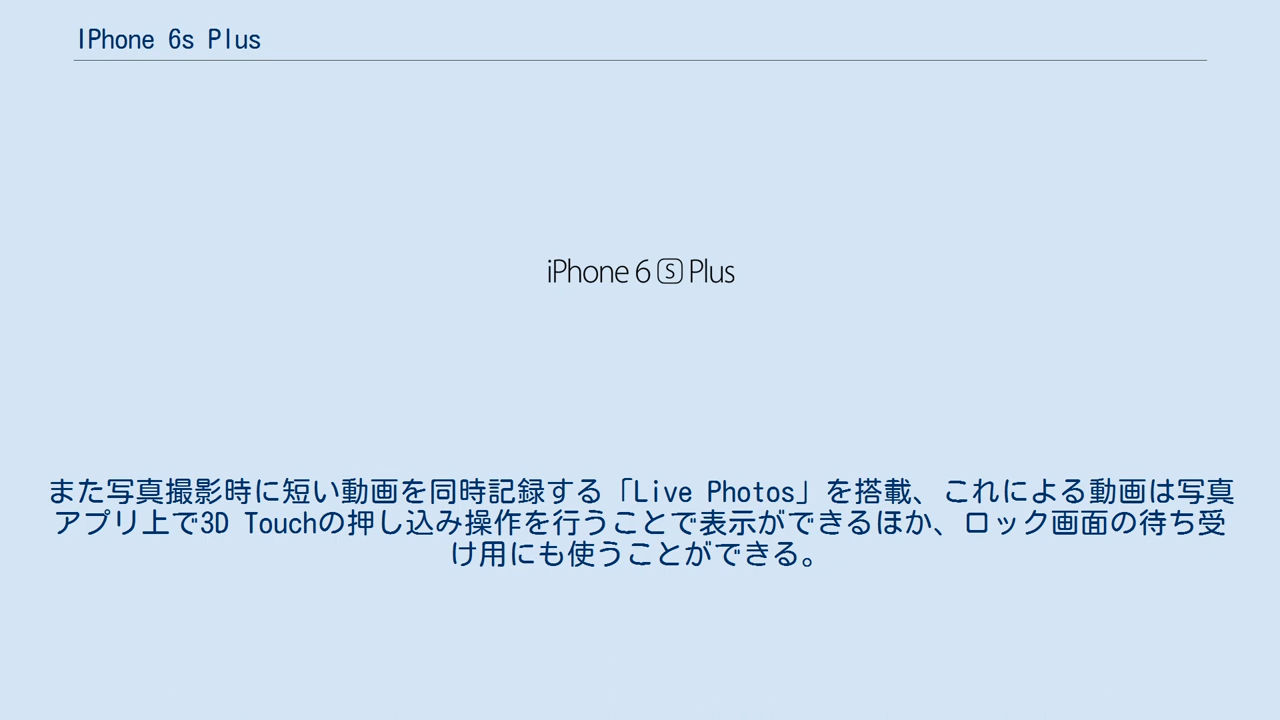 IPhone 6s Plus
iPhone 6 S Plus
また写真撮影時に短い動画を同時記録する「Live Photos」を搭載、これによる動画は写真
アプリ上で3D Touchの押し込み操作を行うことで表示ができるほか、ロック画面の待ち受
け用にも使うことができる。